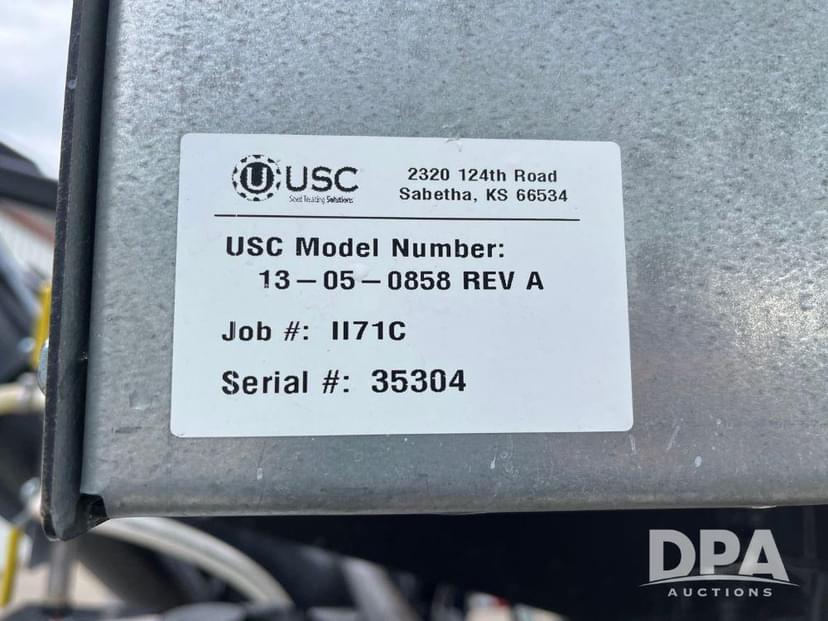 U USC
Seed Treating Solutions
2320 124th Road
Sabetha, KS 66534
USC Model Number:
13-05-0858 REV A
Job #: II71C
Serial #: 35304
DPA
AUCTIONS